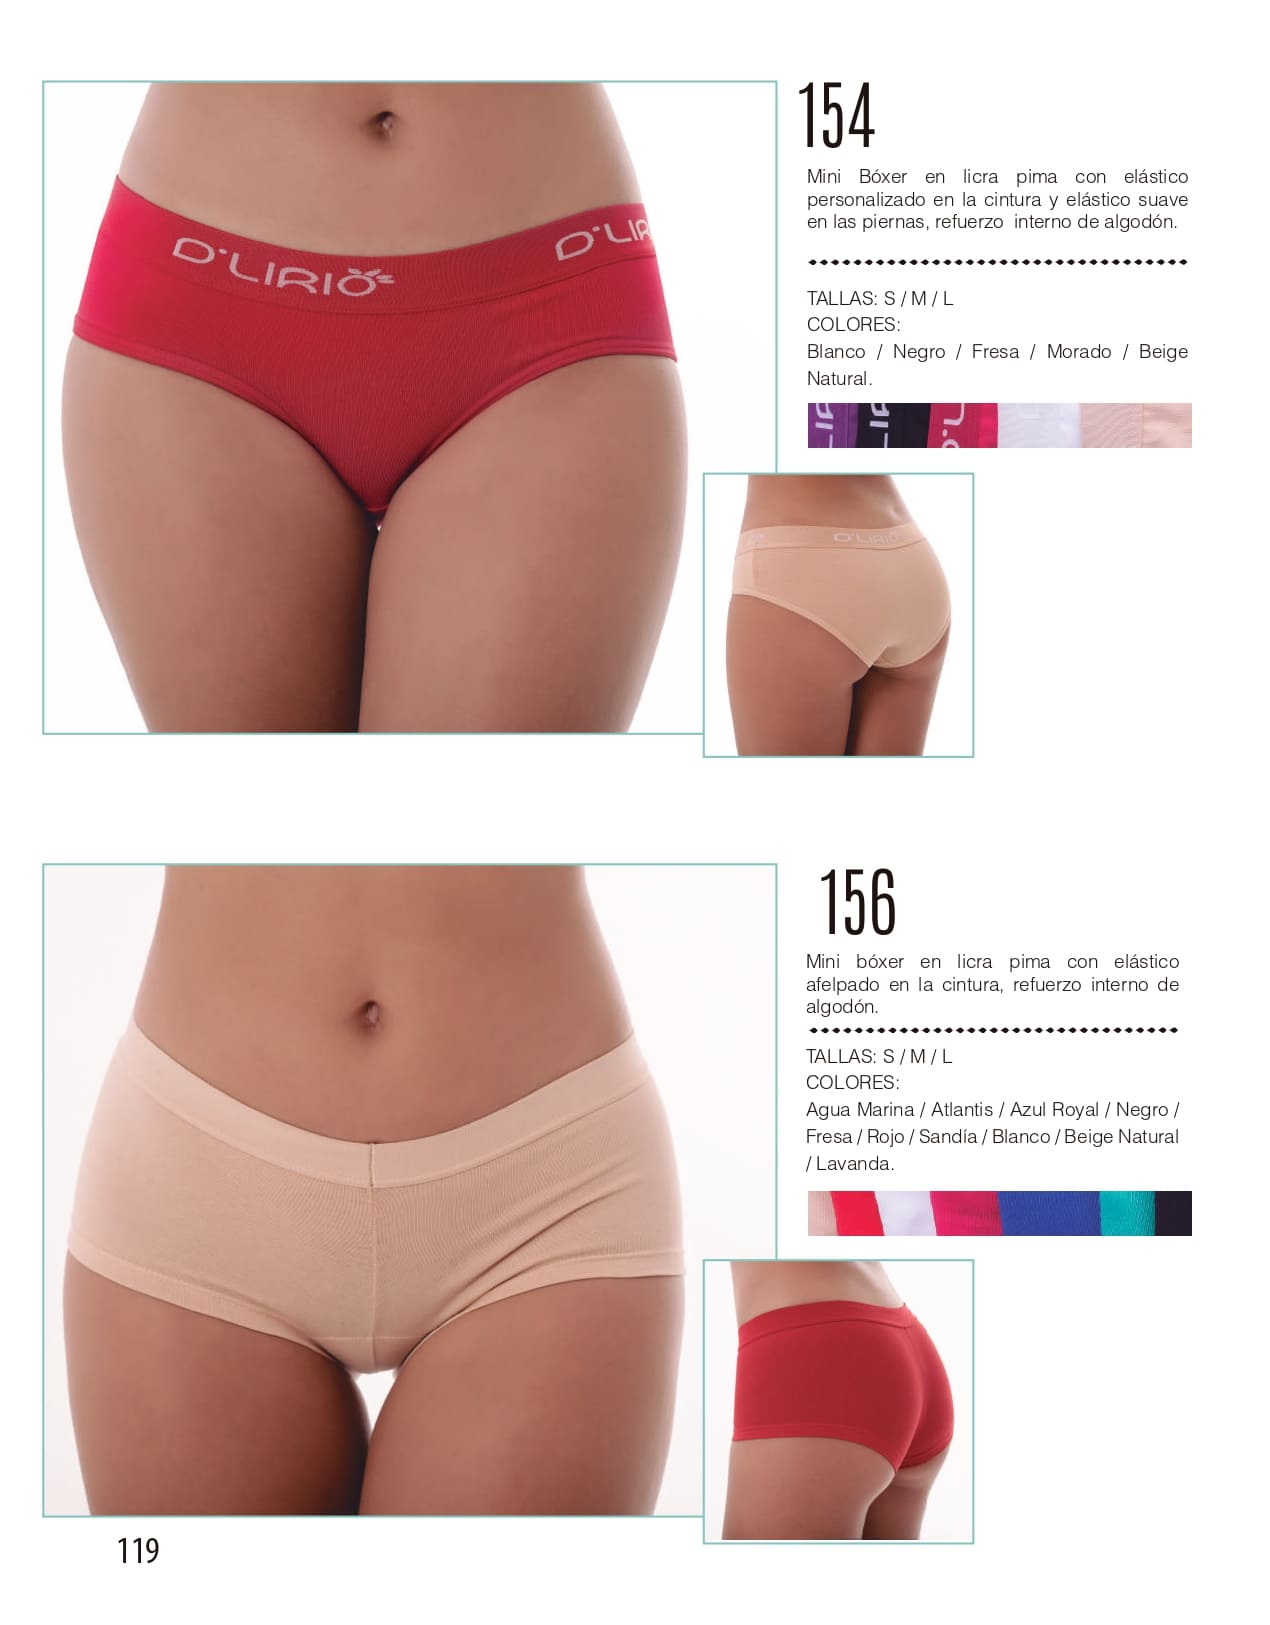 154
Mini Bóxer en licra pima con elástico
personalizado en la cintura y elástico suave
en las piernas, refuerzo interno de algodón.
TALLAS: S / M / L
COLORES:
Blanco / Negro / Fresa / Morado / Beige
Natural.
D'LIRIO
D'LIR
D'LIRIO
156
Mini bóxer en licra pima con elástico
afelpado en la cintura, refuerzo interno de
algodón.
TALLAS: S / M / L
COLORES:
Agua Marina / Atlantis / Azul Royal / Negro /
Fresa / Rojo / Sandía / Blanco / Beige Natural
/ Lavanda.
119